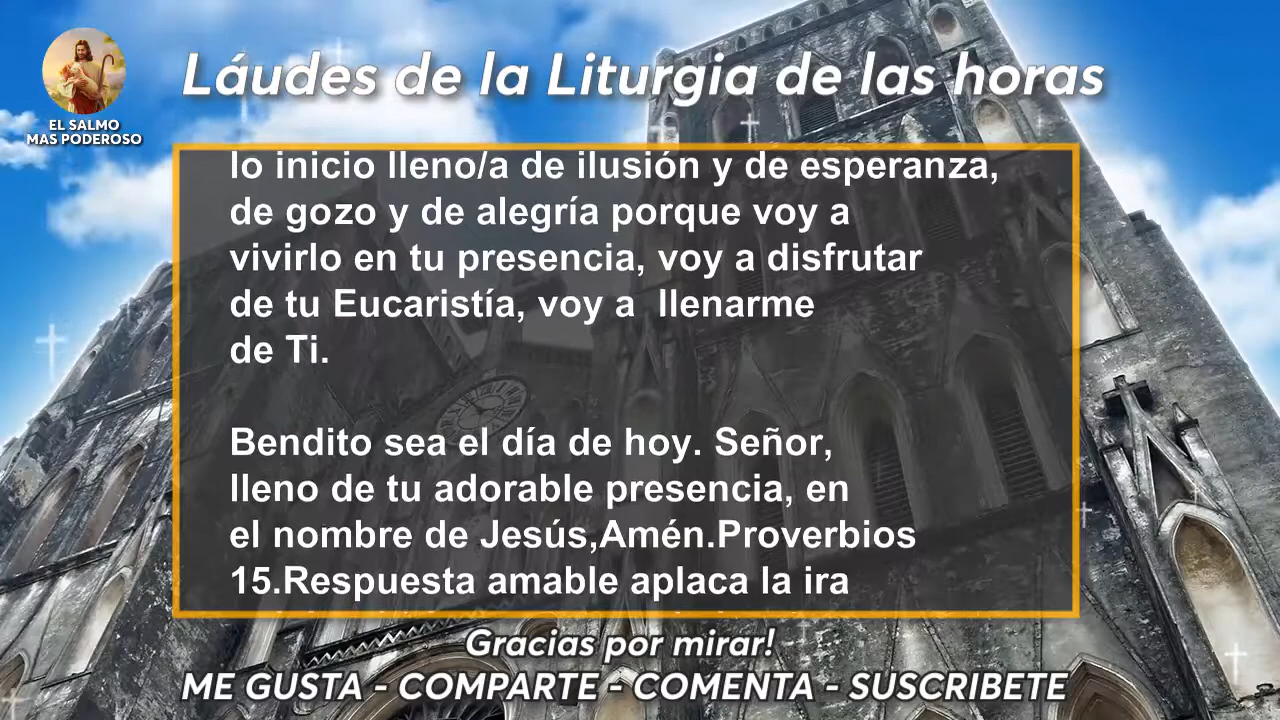 Láudes de la Liturgia de las horas
EL SALMO
MAS PODEROSO
lo inicio lleno/a de ilusión y de esperanza,
de gozo y de alegría porque voy a
vivirlo en tu presencia, voy a disfrutar
de tu Eucaristía, voy a  llenarme
de Ti.
Bendito sea el día de hoy. Señor,
lleno de tu adorable presencia, en
el nombre de Jesús,Amén.Proverbios
15.Respuesta amable aplaca la ira
Gracias por mirar!
ME GUSTA - COMPARTE - COMENTA - SUSCRIBETE